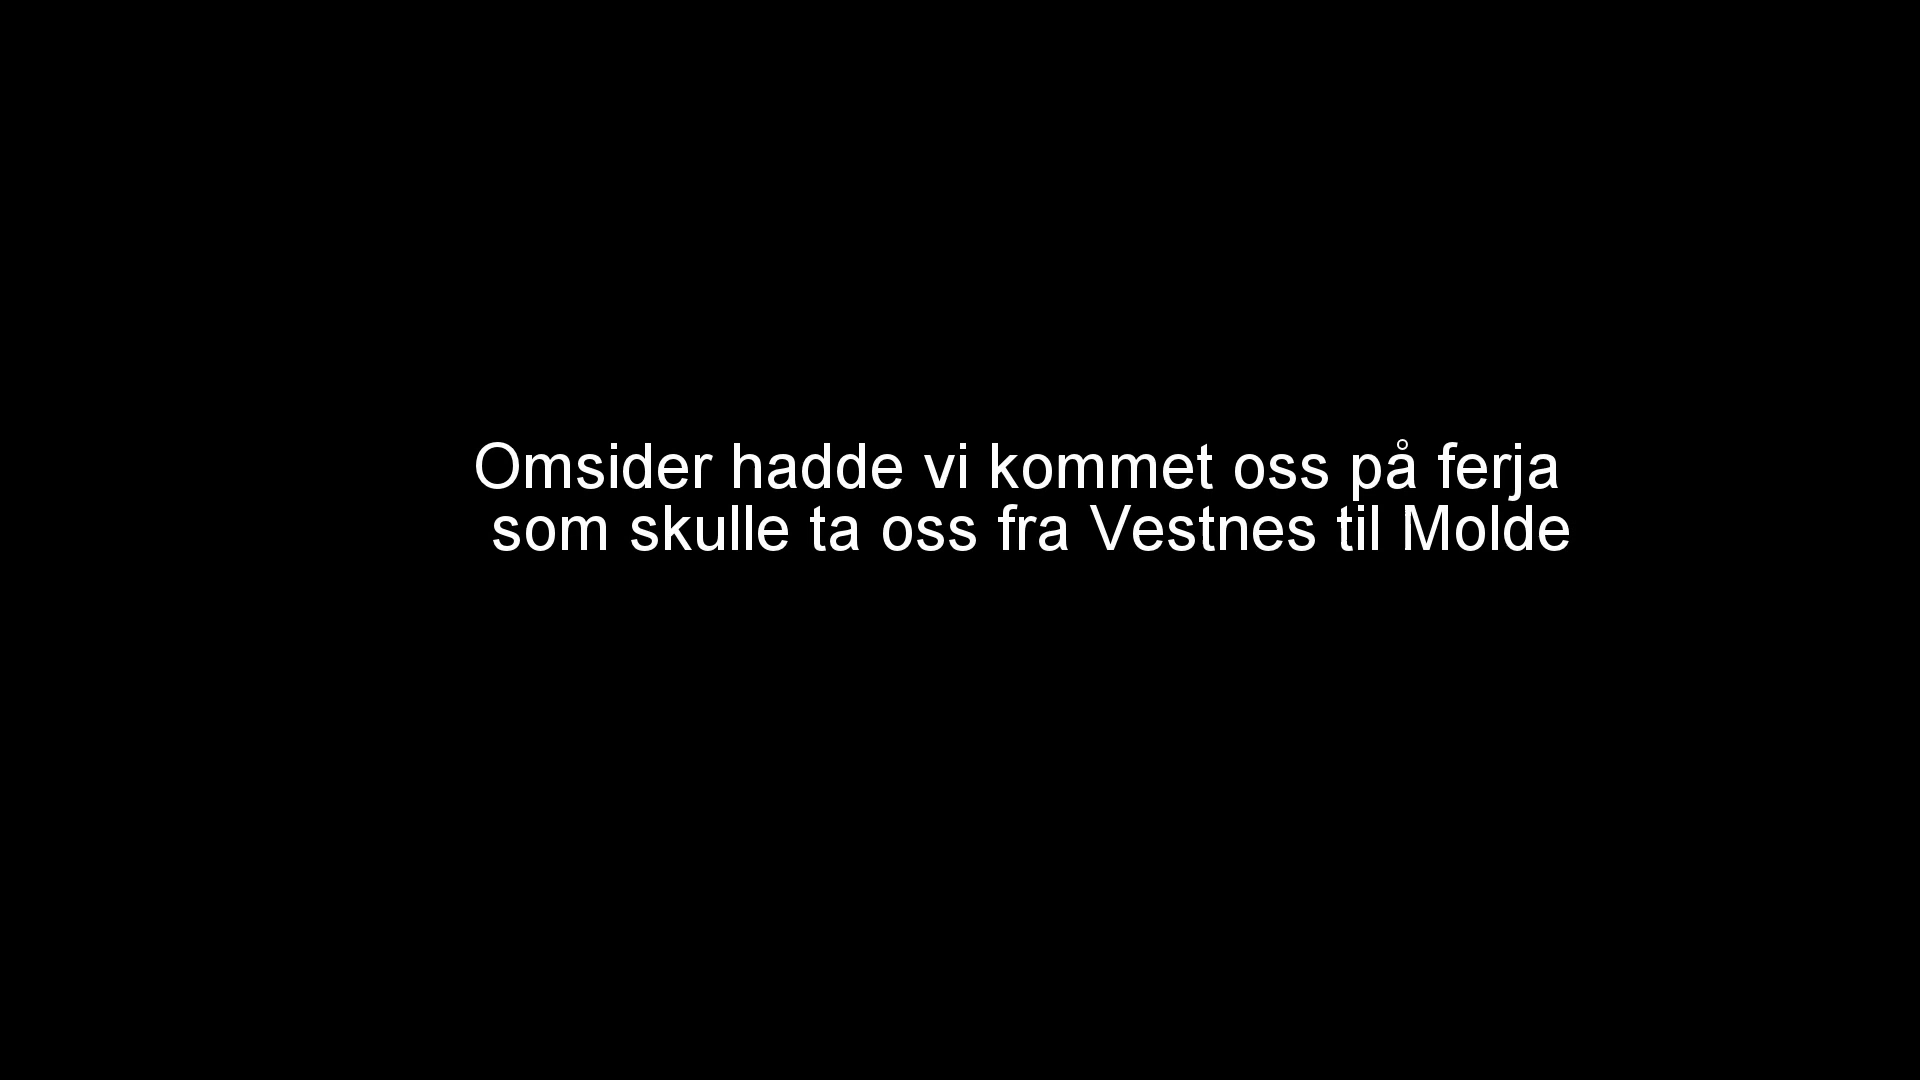 Omsider hadde vi kommet oss på ferja
som skulle ta oss fra Vestnes til Molde